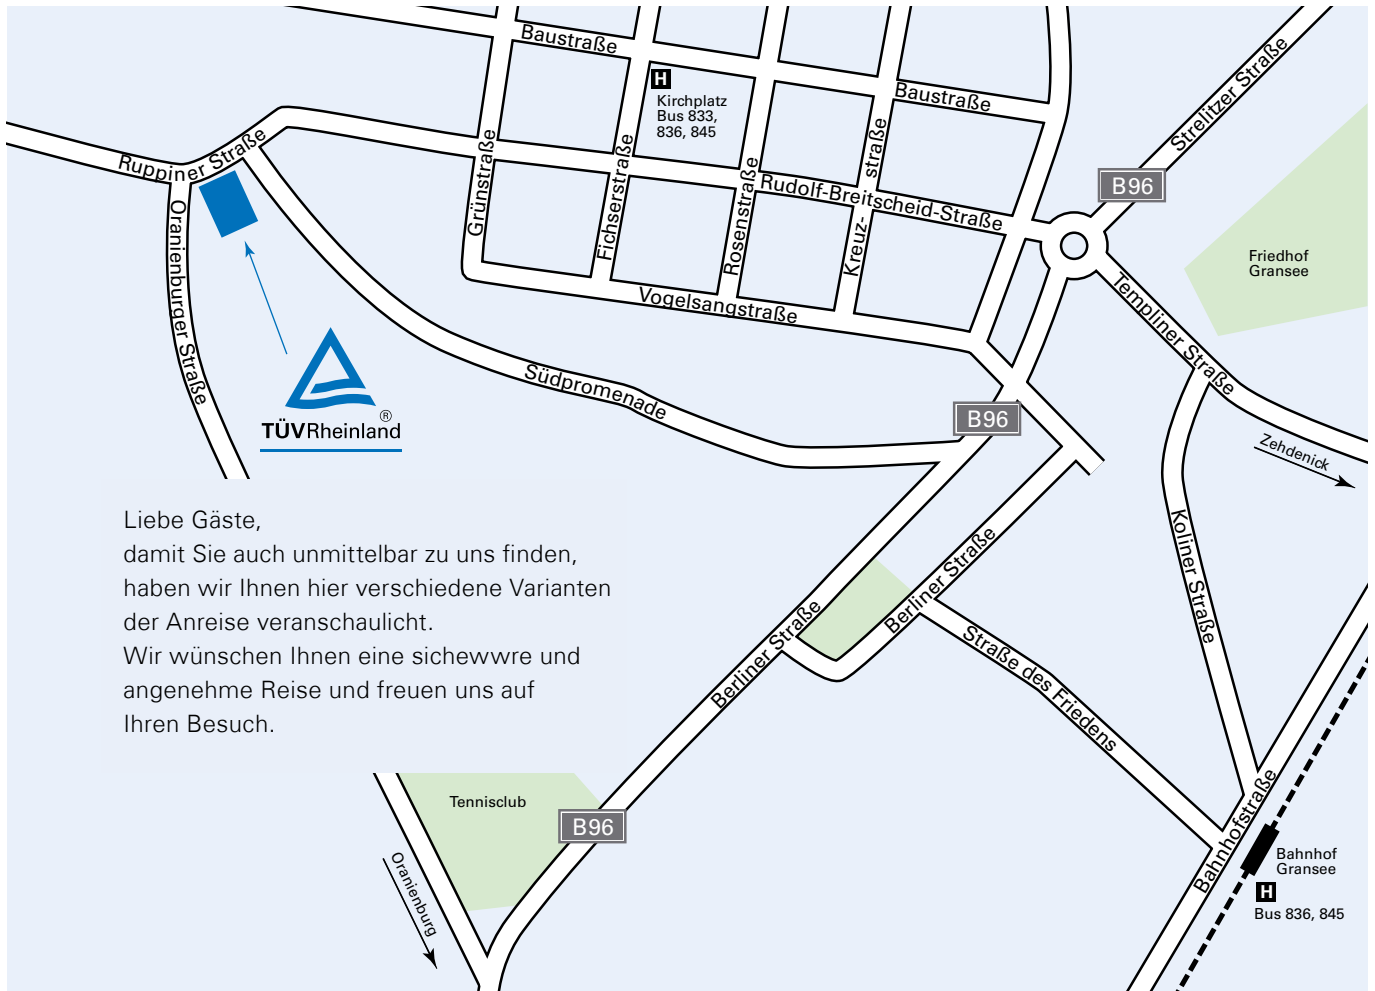 Baustraße
Strelitzer Straße
H
Kirchplatz
Bus 833,
836, 845
Baustraße
Ruppiner Straße
Grünstraße
Fichserstraße
Rosenstraße
Kreuz-
straße
Rudolf-Breitscheid-Straße
B96
Oranienburger Straße
Friedhof
Gransee
Vogelsangstraße
Templiner Straße
®
TÜVRheinland
Südpromenade
B96
Zehdenick
Liebe Gäste,
damit Sie auch unmittelbar zu uns finden,
haben wir Ihnen hier verschiedene Varianten
der Anreise veranschaulicht.
Wir wünschen Ihnen eine sichewwre und
angenehme Reise und freuen uns auf
Ihren Besuch.
Koliner Straße
Berliner Straße
Berliner Straße
Straße des Friedens
Tennisclub
B96
Oranienburg
Bahnhofstraße
Bahnhof
Gransee
H
Bus 836, 845